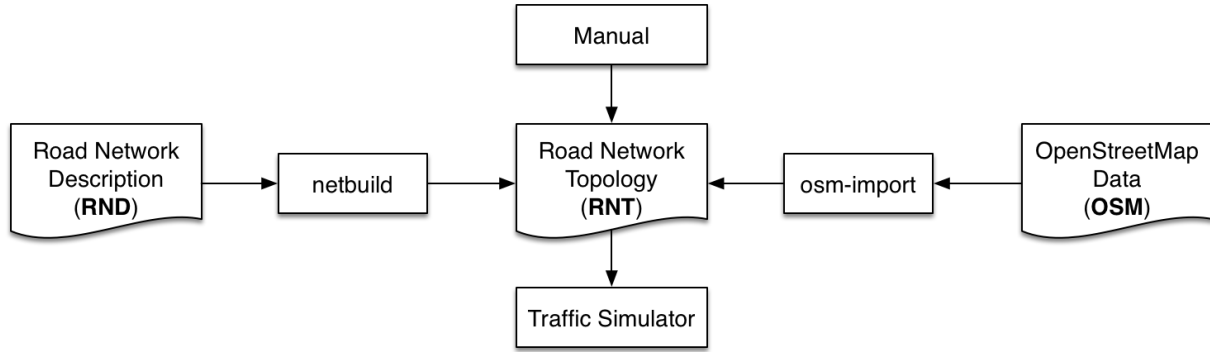 Manual
Road Network
Description
(RND)
netbuild
Road Network
Topology
(RNT)
osm-import
OpenStreetMap
Data
(OSM)
Traffic Simulator